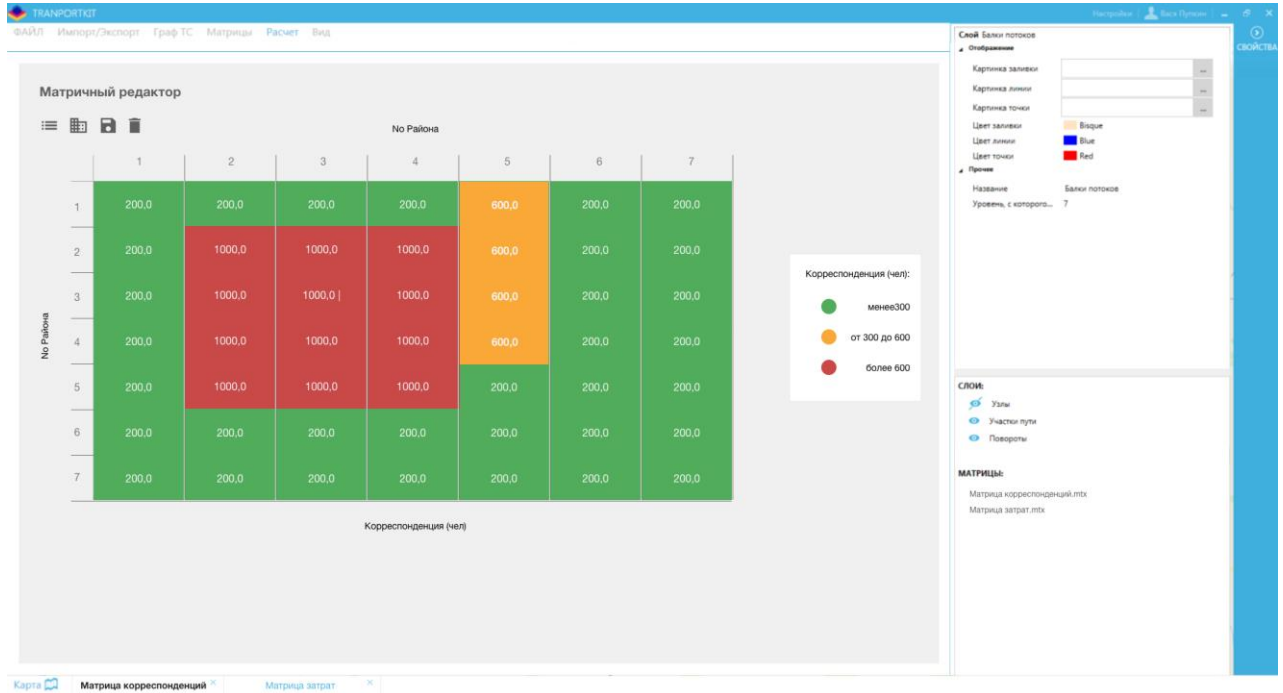 TRANPORTKIT
Настройки
Вася Пупкин
ФАЙЛ Импорт/Экспорт Граф ТС Матрицы Расчет Вид
СВОЙСТВА
Матричный редактор
No Района
1 2 3 4 5 6 7
1 200,0 200,0 200,0 200,0 600,0 200,0 200,0
2 200,0 1000,0 1000,0 1000,0 600,0 200,0 200,0
3 200,0 1000,0 1000,0 | 1000,0 600,0 200,0 200,0
4 200,0 1000,0 1000,0 1000,0 600,0 200,0 200,0
5 200,0 1000,0 1000,0 1000,0 200,0 200,0 200,0
6 200,0 200,0 200,0 200,0 200,0 200,0 200,0
7 200,0 200,0 200,0 200,0 200,0 200,0 200,0
No Района
Корреспонденция (чел)
Корреспонденция (чел):
менее300
от 300 до 600
более 600
Слой Балки потоков
Отображение
Картинка заливки ...
Картинка линии ...
Картинка точки ...
Цвет заливки Bisque
Цвет линии Blue
Цвет точки Red
Прочее
Название Балки потоков
Уровень, с которого... 7
СЛОИ:
Узлы
Участки пути
Повороты
МАТРИЦЫ:
Матрица корреспонденций.mtx
Матрица затрат.mtx
Карта Матрица корреспонденций × Матрица затрат ×